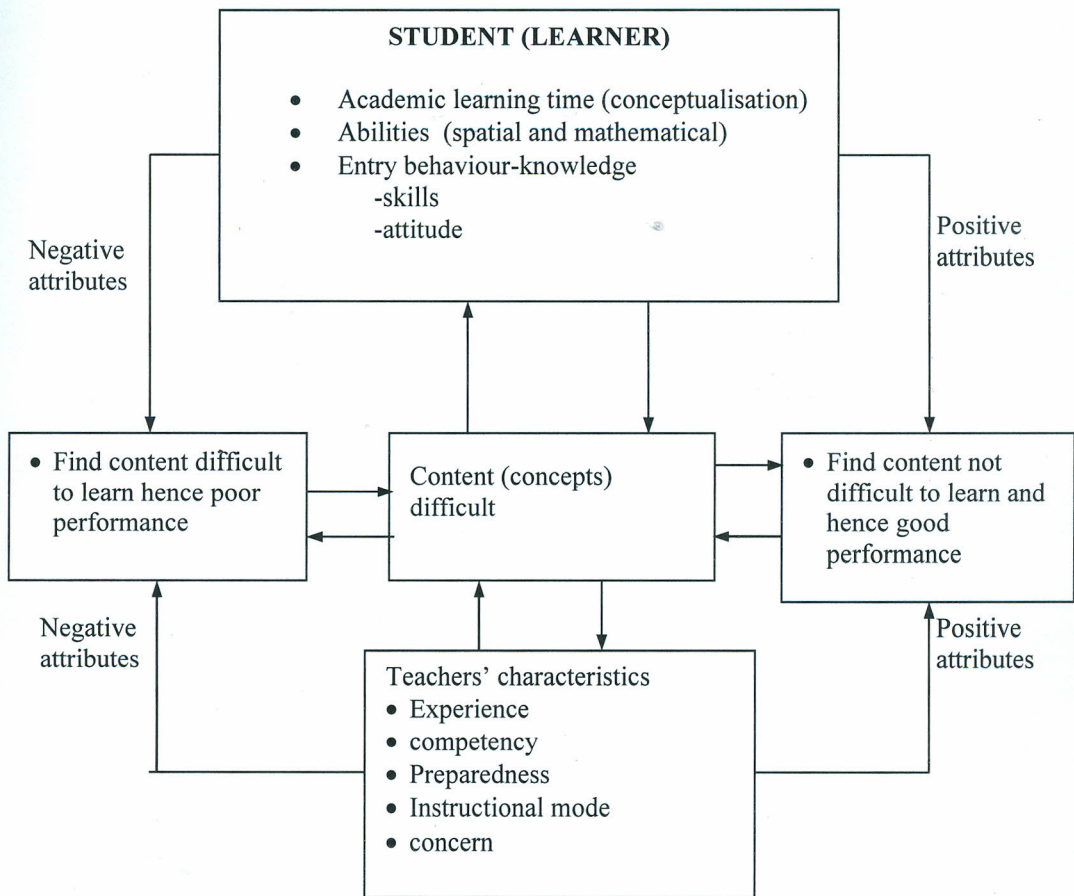 STUDENT (LEARNER)
• Academic learning time (conceptualisation)
• Abilities (spatial and mathematical)
• Entry behaviour-knowledge
-skills
-attitude
Negative
attributes
Positive
attributes
• Find content difficult
to learn hence poor
performance
Content (concepts)
difficult
• Find content not
difficult to learn and
hence good
performance
Negative
attributes
Positive
attributes
Teachers’ characteristics
• Experience
• competency
• Preparedness
• Instructional mode
• concern